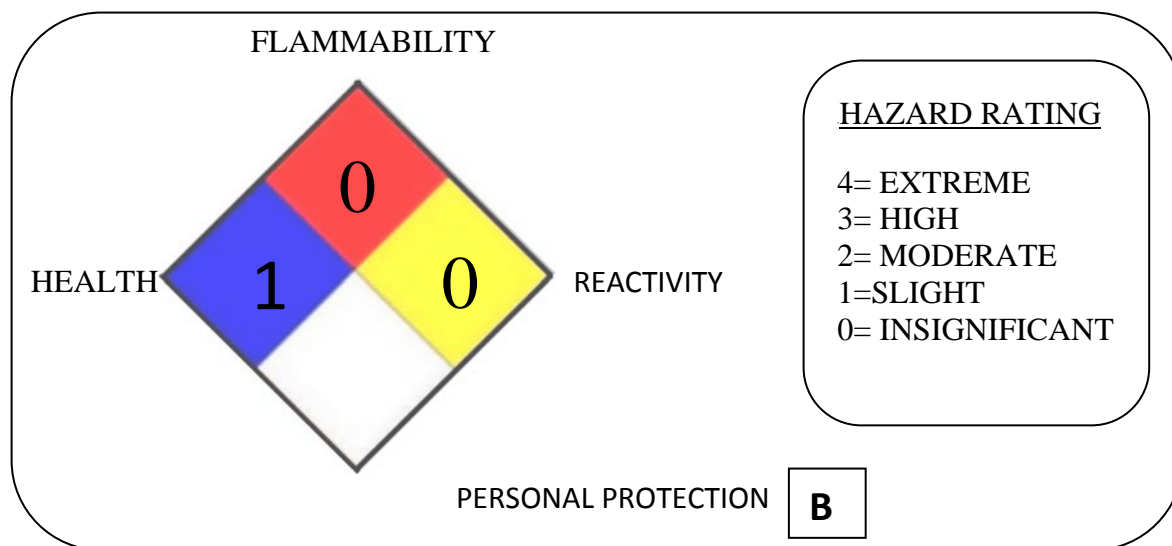 FLAMMABILITY
0
HEALTH
1
0
REACTIVITY
PERSONAL PROTECTION B
HAZARD RATING
4= EXTREME
3= HIGH
2= MODERATE
1=SLIGHT
0= INSIGNIFICANT